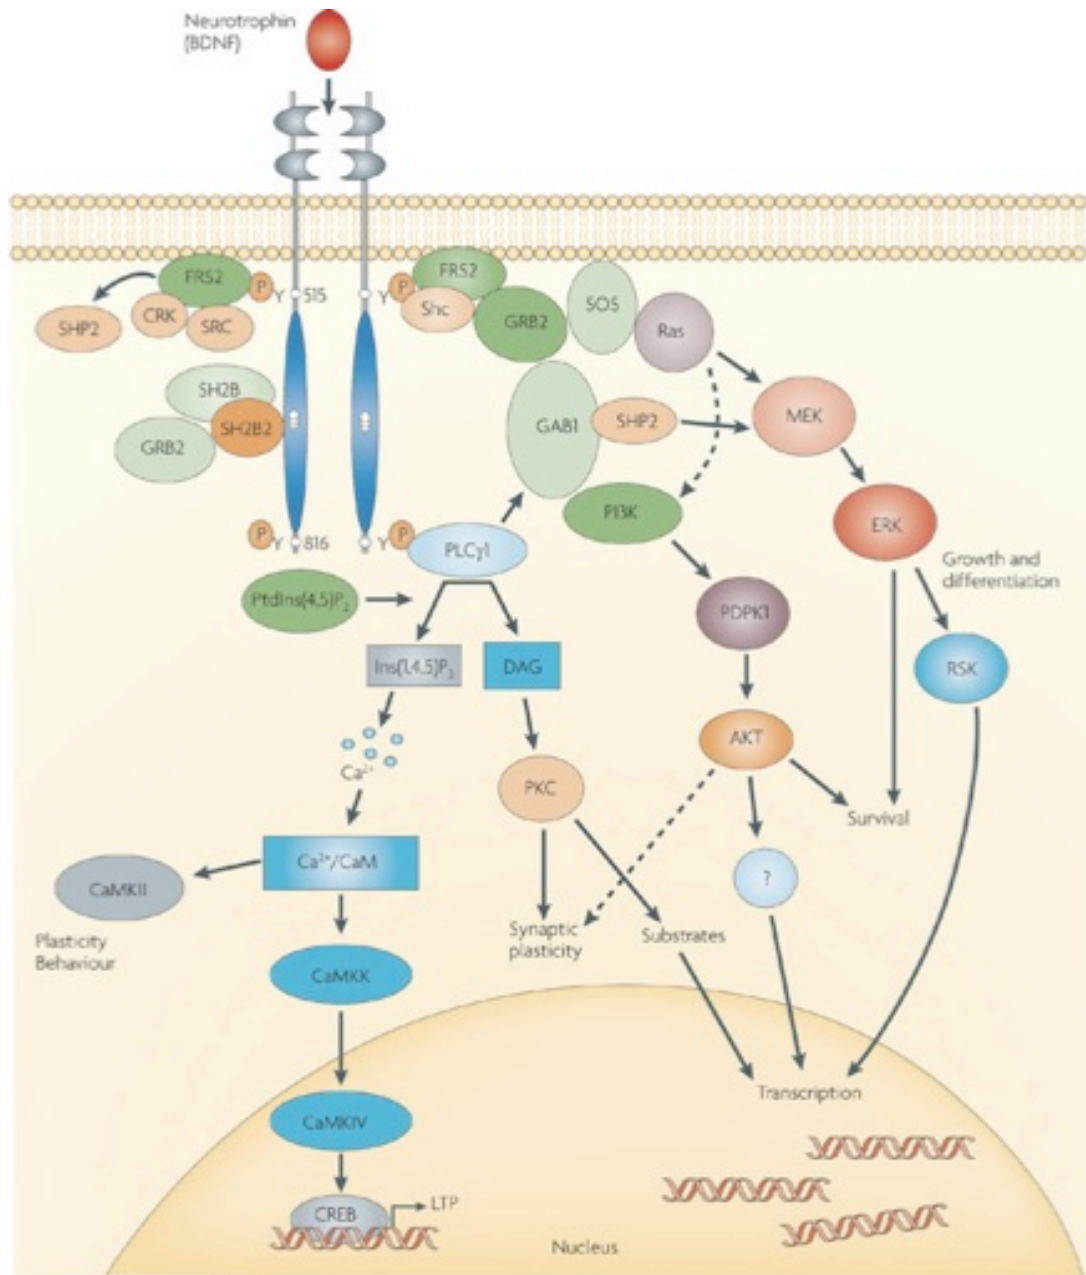 Neurotrophin
(BDNF)
FRS2
P
Y
515
Y
P
FRS2
Shc
GRB2
SOS
Ras
SHP2
CRK
SRC
SH2B
SH2B2
GRB2
GAB1
SHP2
MEK
PI3K
ERK
P
Y
816
Y
P
PLCγ1
Growth and
differentiation
PtdIns(4,5)P2
PDPK1
Ins(1,4,5)P3
DAG
RSK
AKT
Ca2+
PKC
Survival
Ca2+/CaM
CaMKII
?
Plasticity
Behaviour
Synaptic
plasticity
Substrates
CaMKK
Transcription
CaMKIV
CREB
LTP
Nucleus